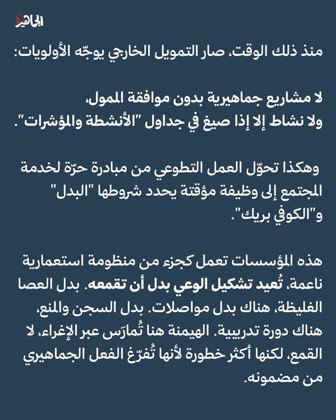 الجماهير
منذ ذلك الوقت، صار التمويل الخارجي يوجّه الأولويات:
لا مشاريع جماهيرية بدون موافقة الممول،
ولا نشاط إلا إذا صيغ في جداول "الأنشطة والمؤشرات".
وهكذا تحوّل العمل التطوعي من مبادرة حرّة لخدمة
المجتمع إلى وظيفة مؤقتة يحدد شروطها "البدل"
و"الكوفي بريك".
هذه المؤسسات تعمل كجزء من منظومة استعمارية
ناعمة، تُعيد تشكيل الوعي بدل أن تقمعه. بدل العصا
الغليظة، هناك بدل مواصلات. بدل السجن والمنع،
هناك دورة تدريبية. الهيمنة هنا تُمارَس عبر الإغراء، لا
القمع، لكنها أكثر خطورة لأنها تُفرّغ الفعل الجماهيري
من مضمونه.